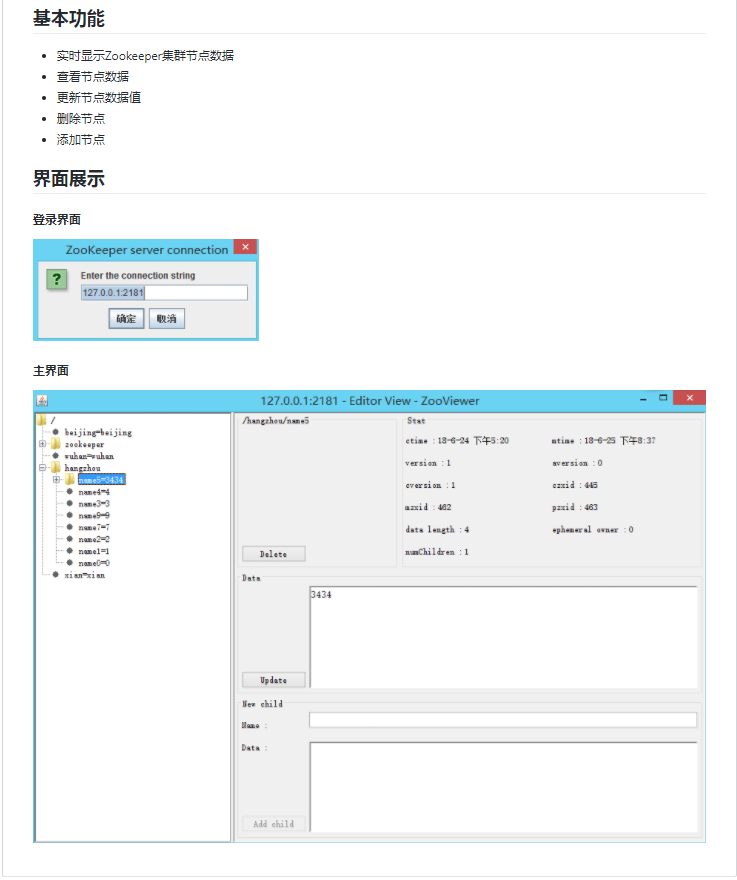 基本功能
实时显示Zookeeper集群节点数据
查看节点数据
更新节点数据值
删除节点
添加节点
界面展示
登录界面
ZooKeeper server connection
?
Enter the connection string
127.0.0.1:2181
确定 取消
主界面
127.0.0.1:2181 - Editor View - ZooViewer
/
beijing=beijing
zookeeper
wuhan=wuhan
hangzhou
name5=3434
name4=4
name3=3
name9=9
name7=7
name2=2
name1=1
name0=0
xian=xian
/hangzhou/name5
Delete
Stat
ctime : 18-6-24 下午5:20 mtime : 18-6-25 下午8:37
version : 1 aversion : 0
cversion : 1 czxid : 445
mzxid : 462 pzxid : 463
data length : 4 ephemeral owner : 0
numChildren : 1
Data
3434
Update
New child
Name :
Data :
Add child